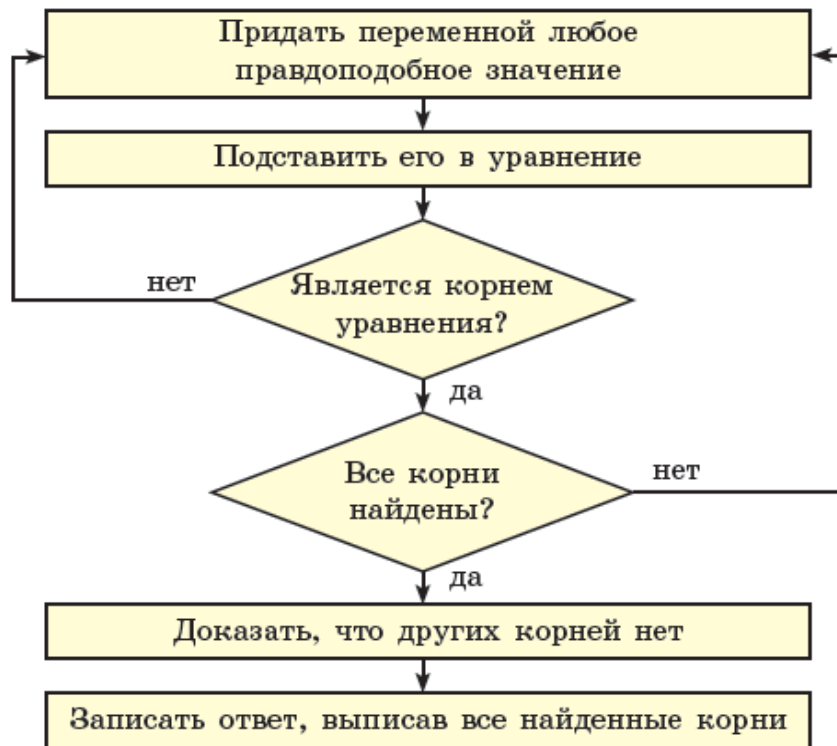 Придать переменной любое
правдоподобное значение
Подставить его в уравнение
нет
Является корнем
уравнения?
да
Все корни
найдены?
нет
да
Доказать, что других корней нет
Записать ответ, выписав все найденные корни